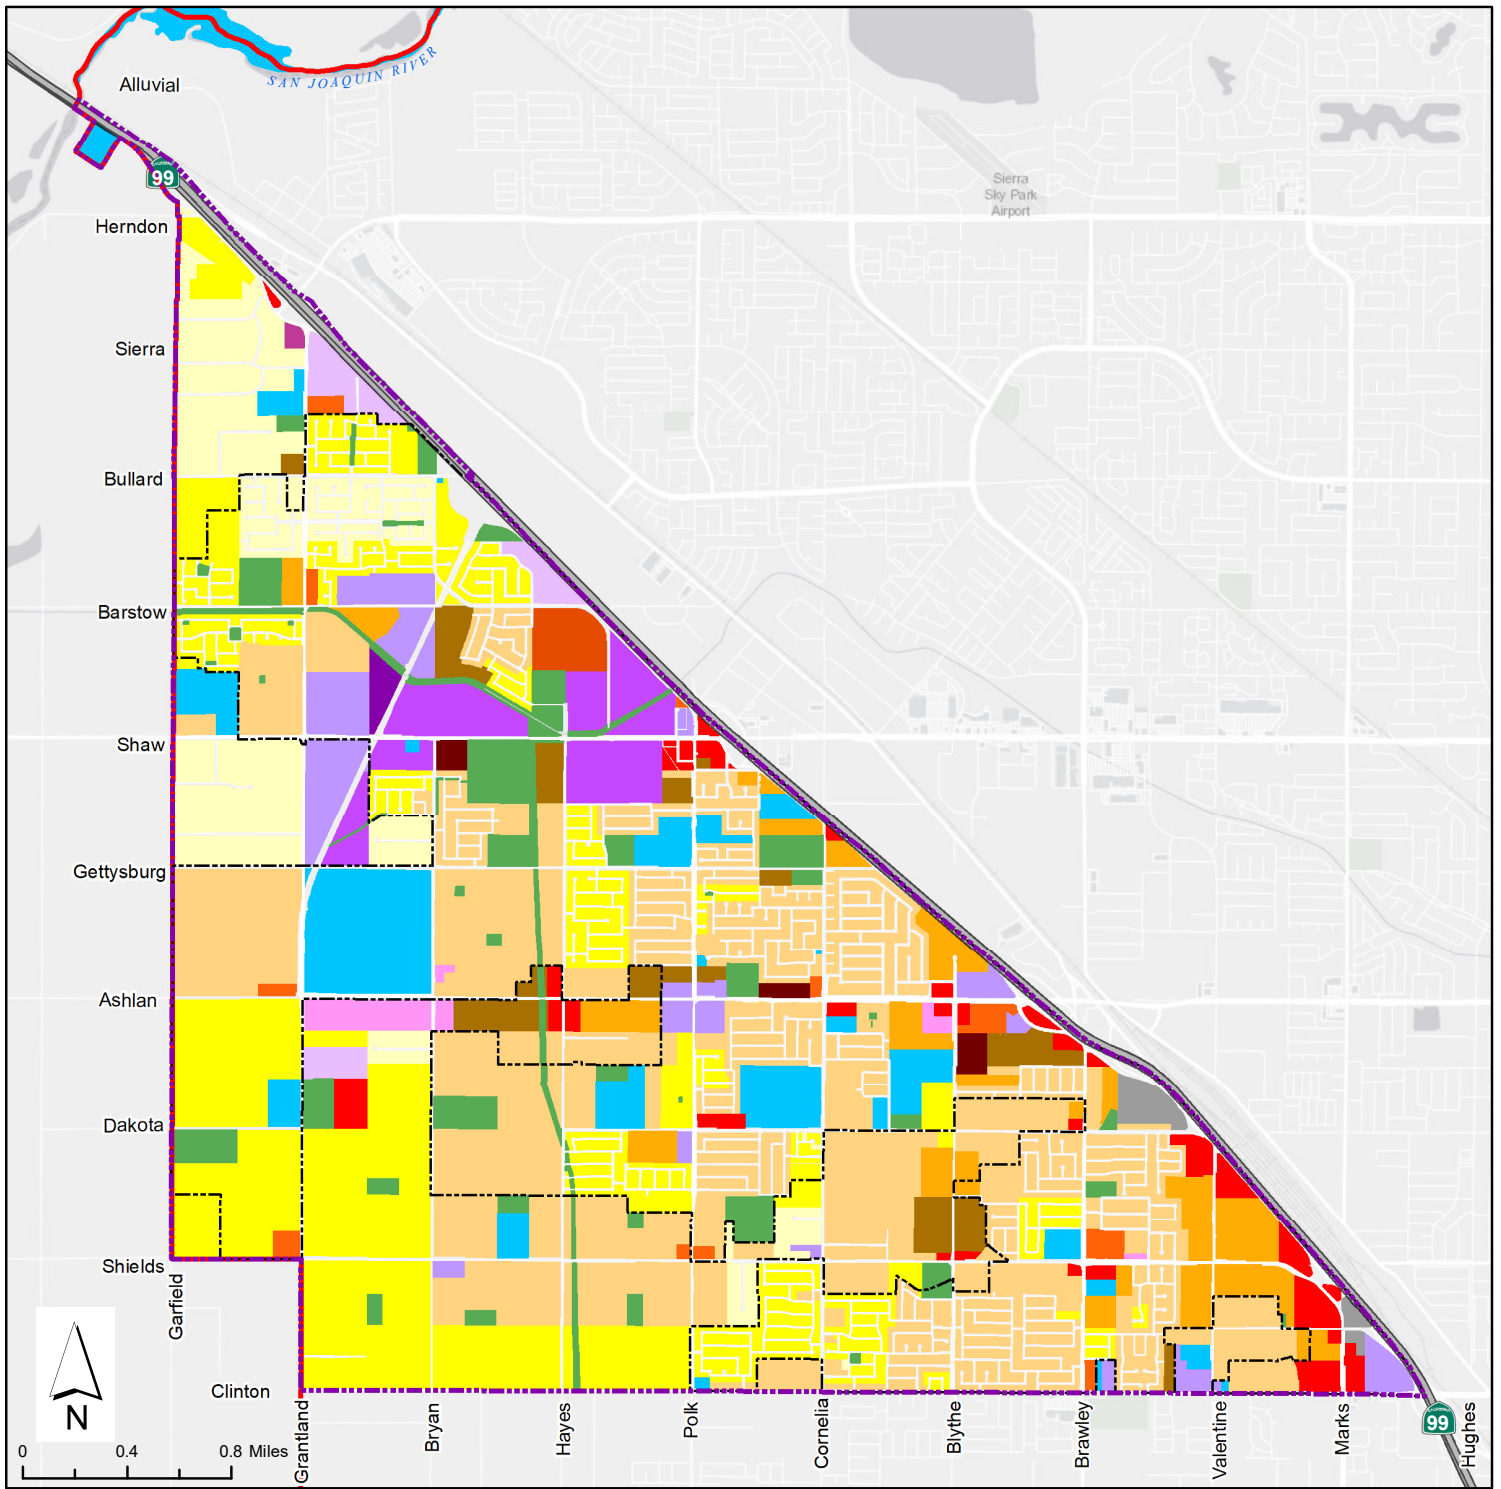 SAN JOAQUIN RIVER
Alluvial
99
Sierra
Sky Park
Airport
Herndon
Sierra
Bullard
Barstow
Shaw
Gettysburg
Ashlan
Dakota
Shields
Garfield
Clinton
N
0 0.4 0.8 Miles
Grantland
Bryan
Hayes
Polk
Cornelia
Blythe
Brawley
Valentine
Marks
99
Hughes